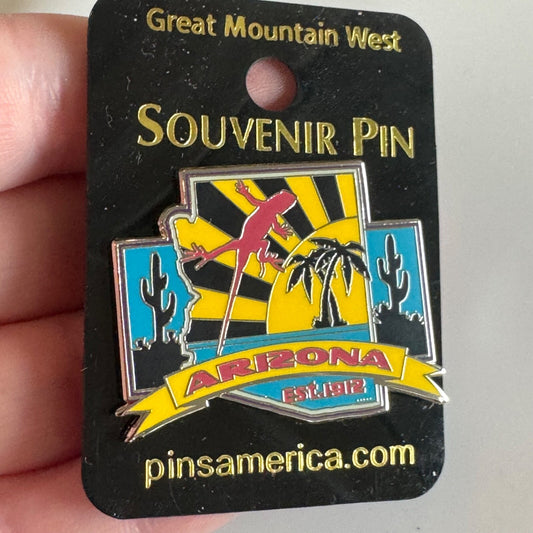 Great Mountain West
SOUVENIR PIN
ARIZONA
EST. 1912
pinsamerica.com